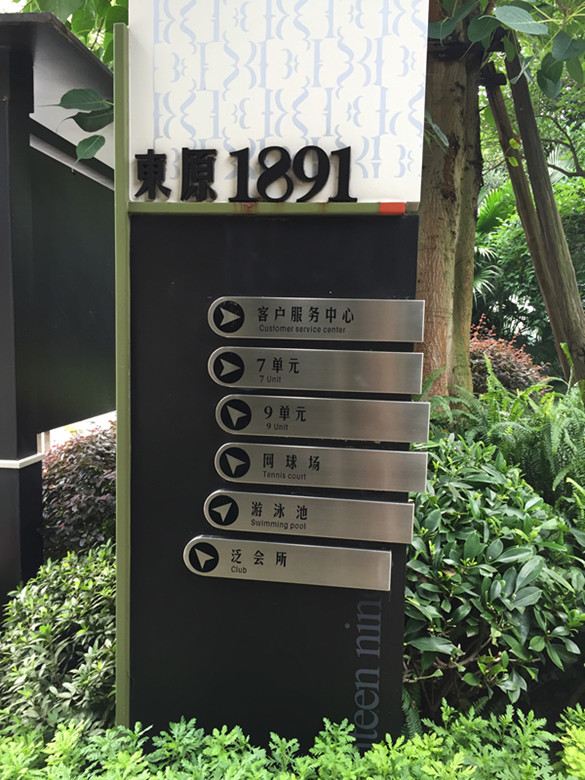 東原1891
客户服务中心
Customer service center
7单元
7 Unit
9单元
9 Unit
网球场
Tennis court
游泳池
Swimming pool
泛会所
Club
teen nin